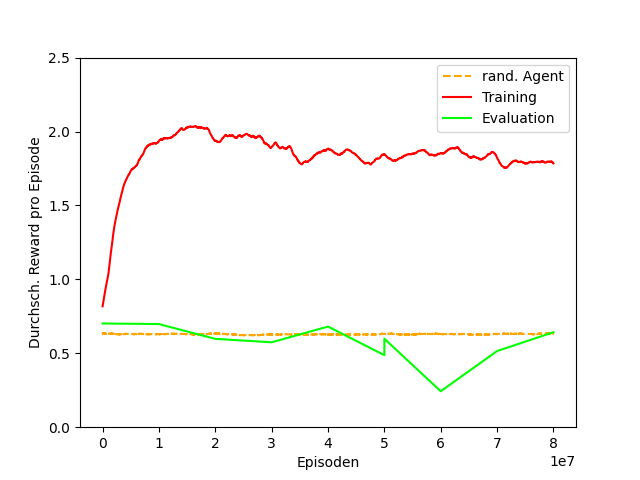 2.5
2.0
1.5
1.0
0.5
0.0
Durchsch. Reward pro Episode
rand. Agent
Training
Evaluation
0 1 2 3 4 5 6 7 8
1e7
Episoden